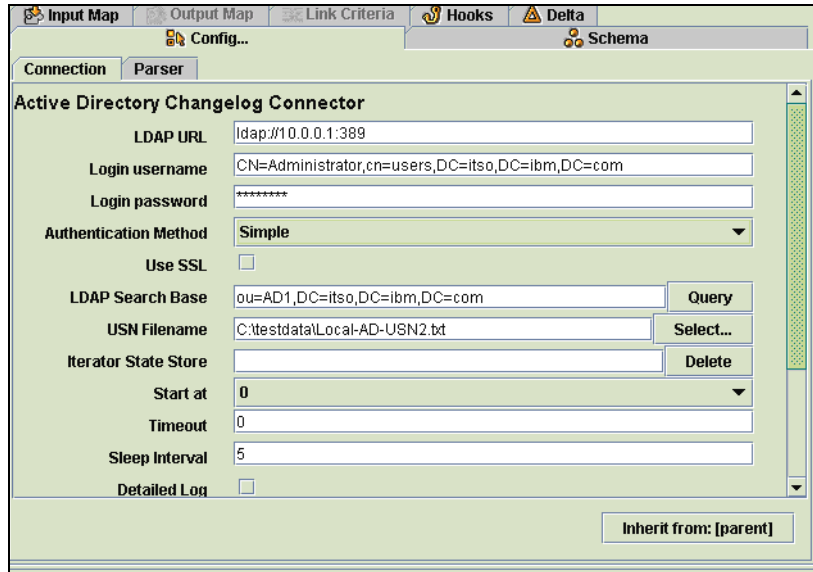 Input Map Output Map Link Criteria Hooks Delta
Config... Schema
Connection Parser
Active Directory Changelog Connector
LDAP URL ldap://10.0.0.1:389
Login username CN=Administrator,cn=users,DC=itso,DC=ibm,DC=com
Login password ********
Authentication Method Simple
Use SSL
LDAP Search Base ou=AD1,DC=itso,DC=ibm,DC=com Query
USN Filename C:\testdata\Local-AD-USN2.txt Select...
Iterator State Store Delete
Start at 0
Timeout 0
Sleep Interval 5
Detailed Log
Inherit from: [parent]